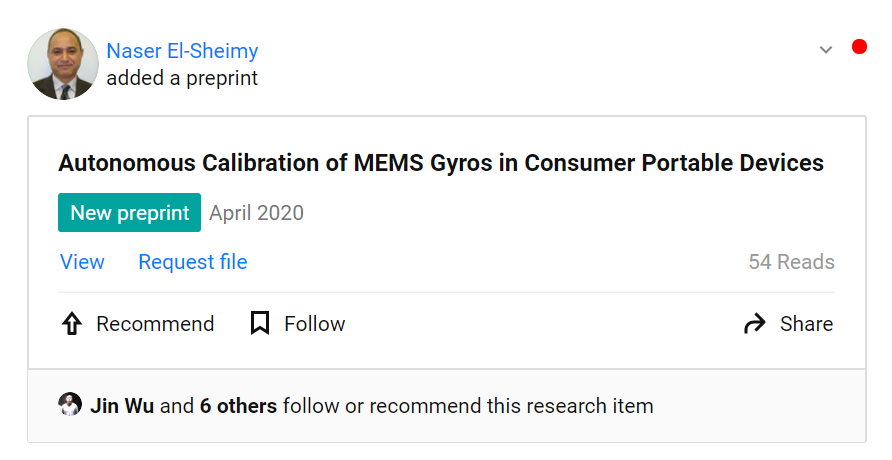 Naser El-Sheimy
added a preprint
Autonomous Calibration of MEMS Gyros in Consumer Portable Devices
New preprint April 2020
View Request file 54 Reads
Recommend Follow Share
Jin Wu and 6 others follow or recommend this research item